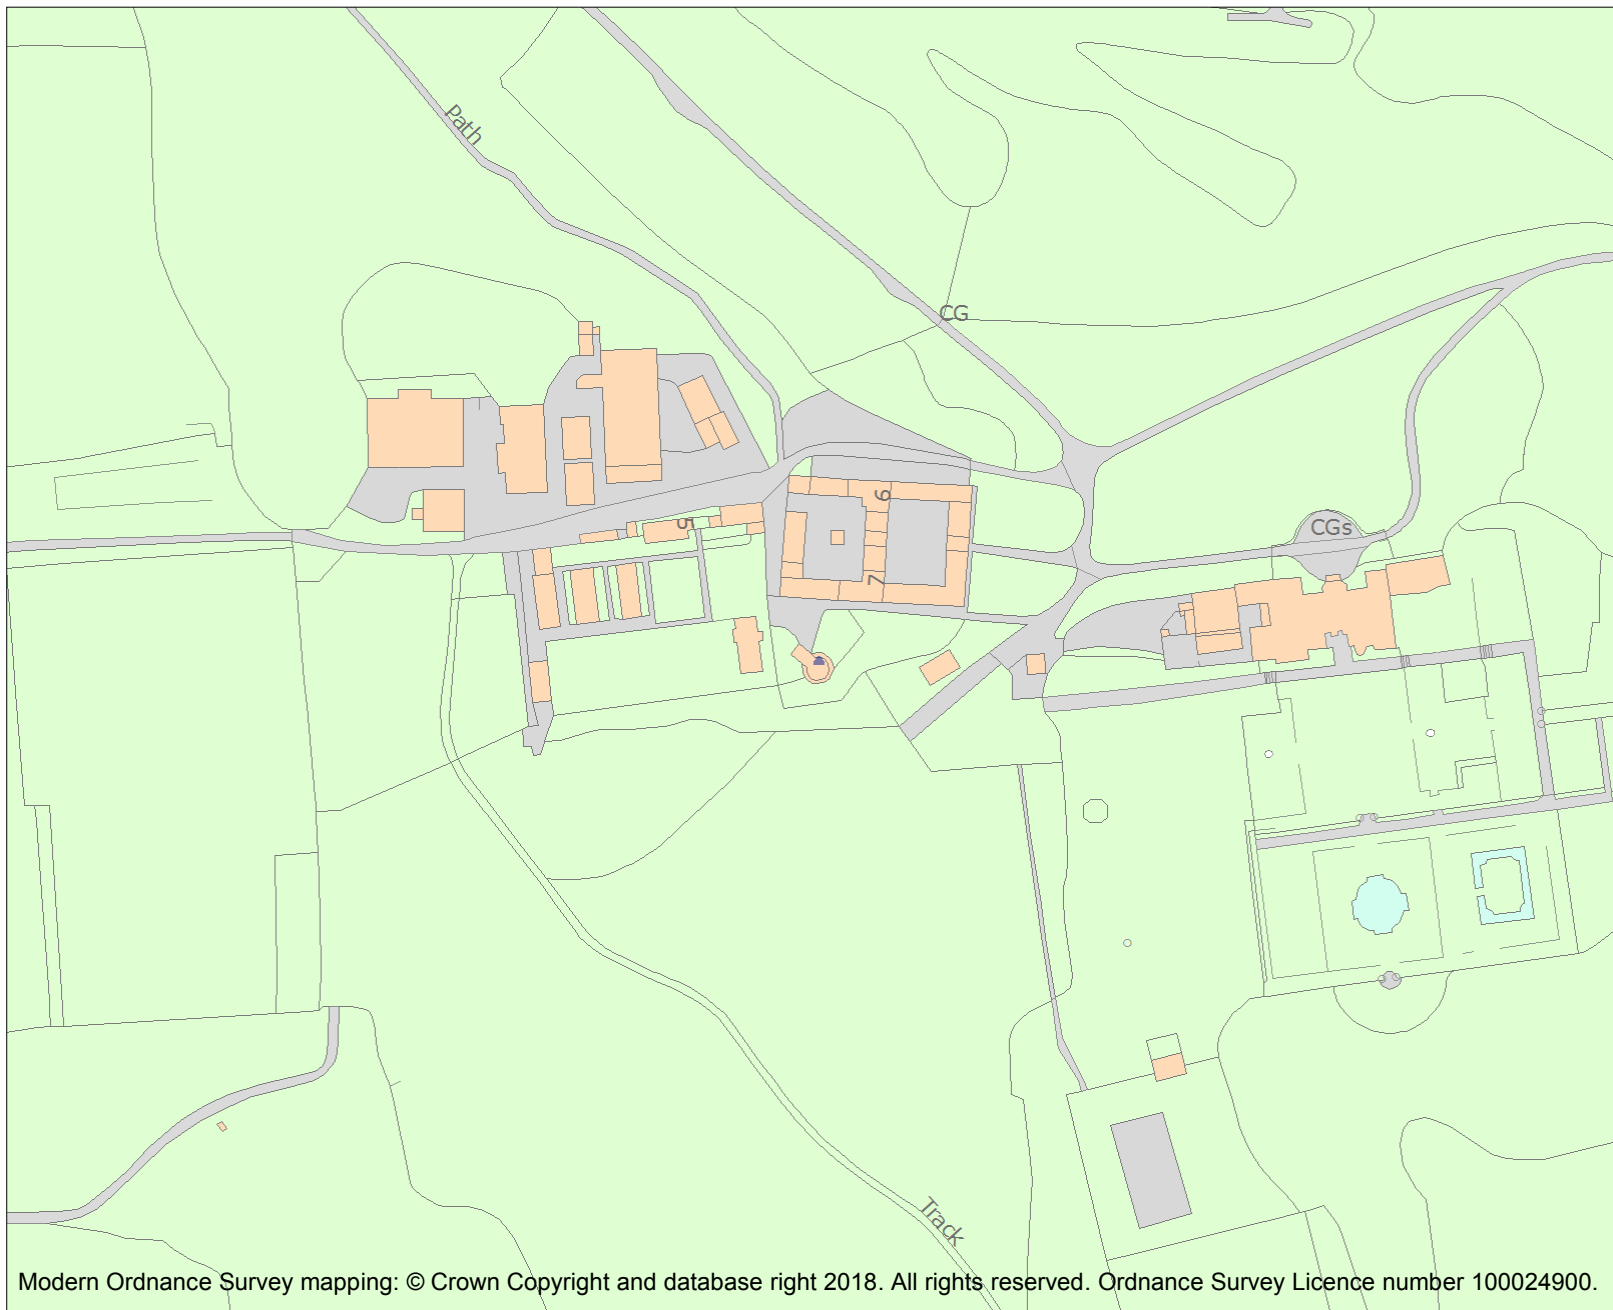 Path
CG
6
5
CGs
7
Track
Modern Ordnance Survey mapping: © Crown Copyright and database right 2018. All rights reserved. Ordnance Survey Licence number 100024900.